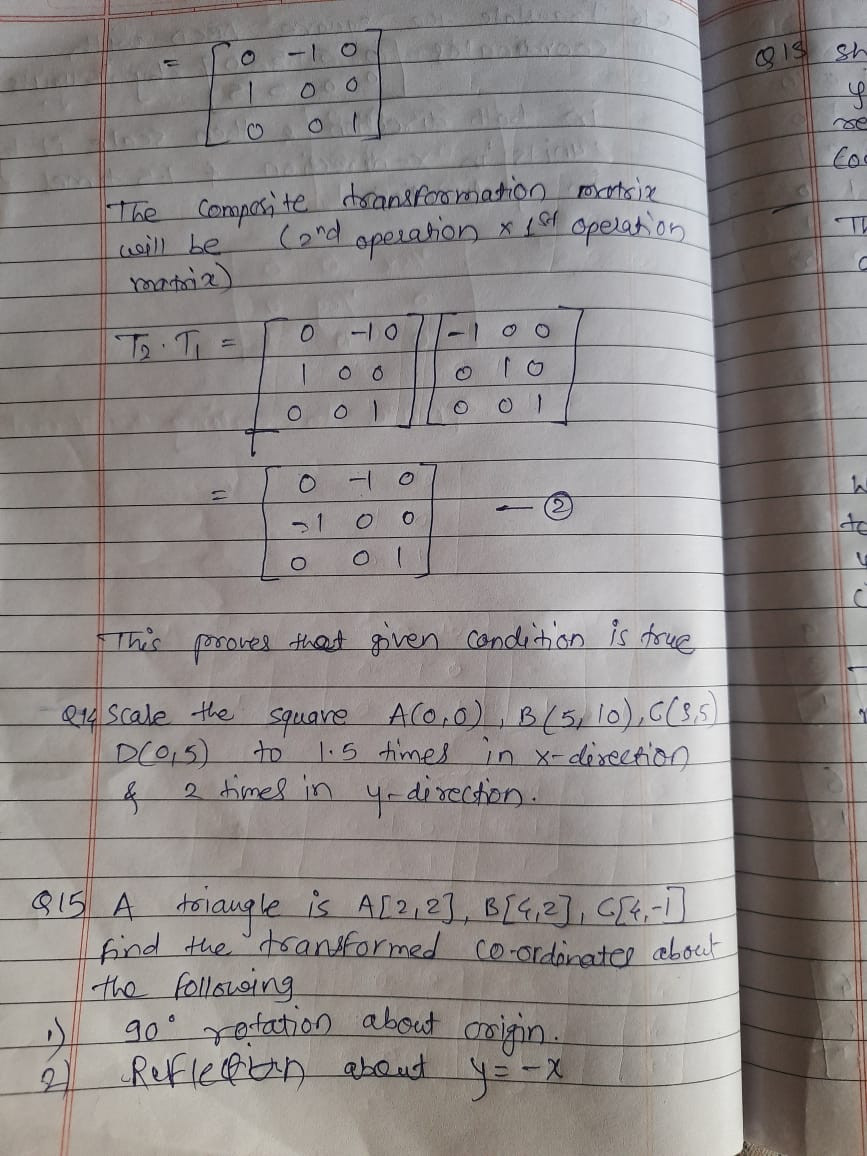 = [ 0 -1 0
1 0 0
0 0 1 ]
The composite transformation matrix
will be (2nd operation x 1st operation
matrix)
T2 . T1 = [ 0 -1 0 ] [ -1 0 0 ]
[ 1 0 0 ] [ 0 1 0 ]
[ 0 0 1 ] [ 0 0 1 ]
= [ 0 -1 0
-1 0 0 — ②
0 0 1 ]
This proves that given condition is true
Q14 Scale the square A(0,0), B(5,10), C(5,5)
D(0,5) to 1.5 times in x-direction
& 2 times in y-direction.
Q15 A triangle is A[2,2], B[4,2], C[4,-1]
find the transformed co-ordinates about
the following
1) 90° rotation about origin.
2) Reflection about y = -x